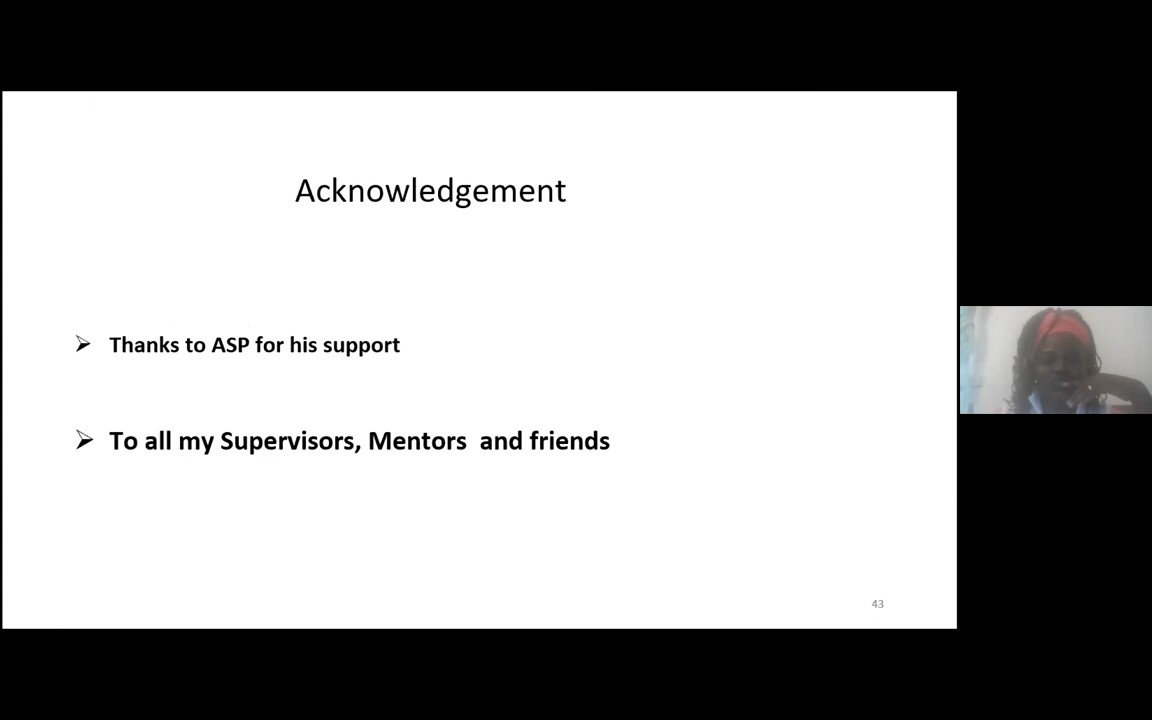 Acknowledgement
➢ Thanks to ASP for his support
➢ To all my Supervisors, Mentors  and friends
43